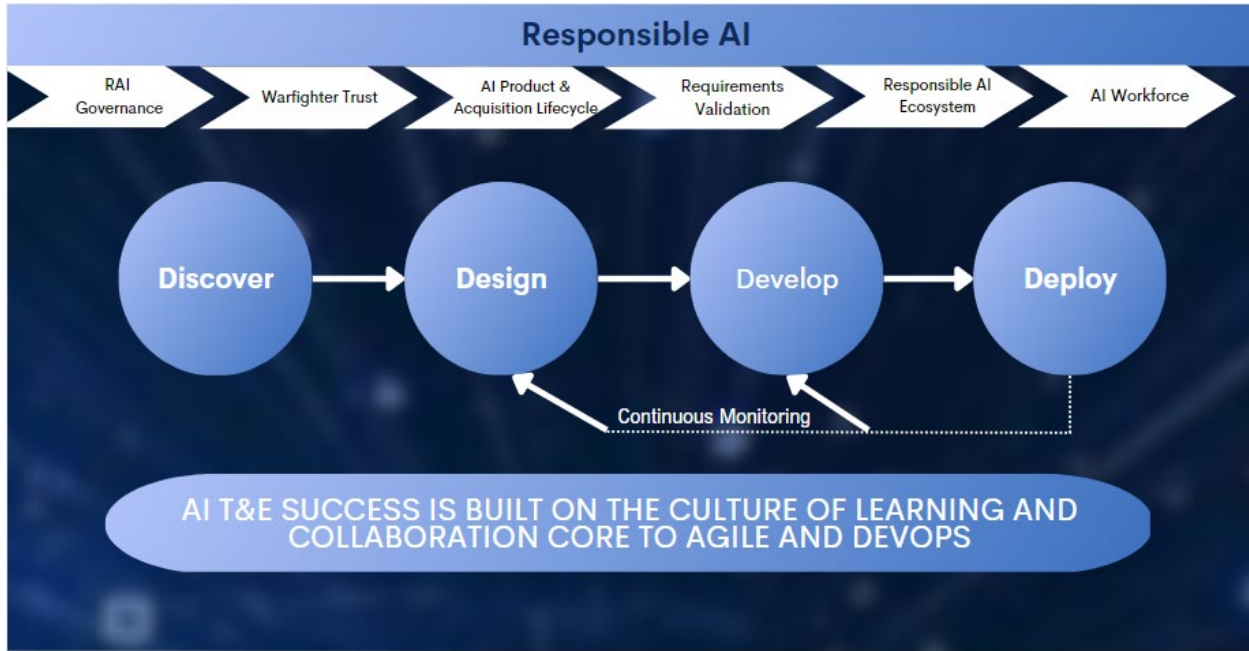 Responsible AI
RAI
Governance
Warfighter Trust
AI Product &
Acquisition Lifecycle
Requirements
Validation
Responsible AI
Ecosystem
AI Workforce
Discover
Design
Develop
Deploy
Continuous Monitoring
AI T&E SUCCESS IS BUILT ON THE CULTURE OF LEARNING AND
COLLABORATION CORE TO AGILE AND DEVOPS